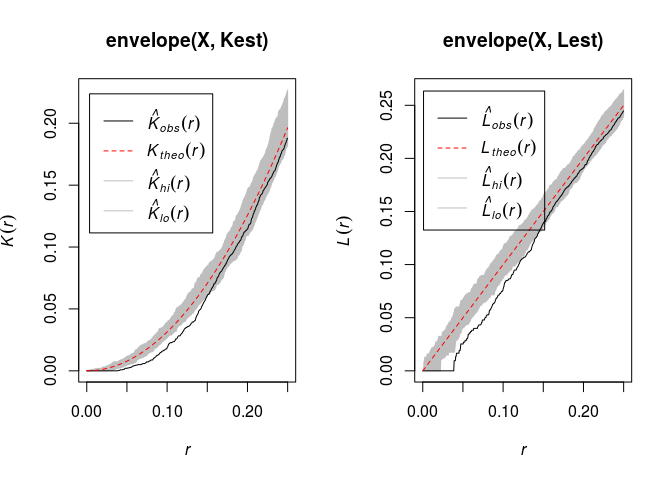 envelope(X, Kest)
K̂obs(r)
Ktheo(r)
K̂hi(r)
K̂lo(r)
K(r)
0.00 0.05 0.10 0.15 0.20
0.00 0.10 0.20
r
envelope(X, Lest)
L̂obs(r)
Ltheo(r)
L̂hi(r)
L̂lo(r)
L(r)
0.00 0.05 0.10 0.15 0.20 0.25
0.00 0.10 0.20
r